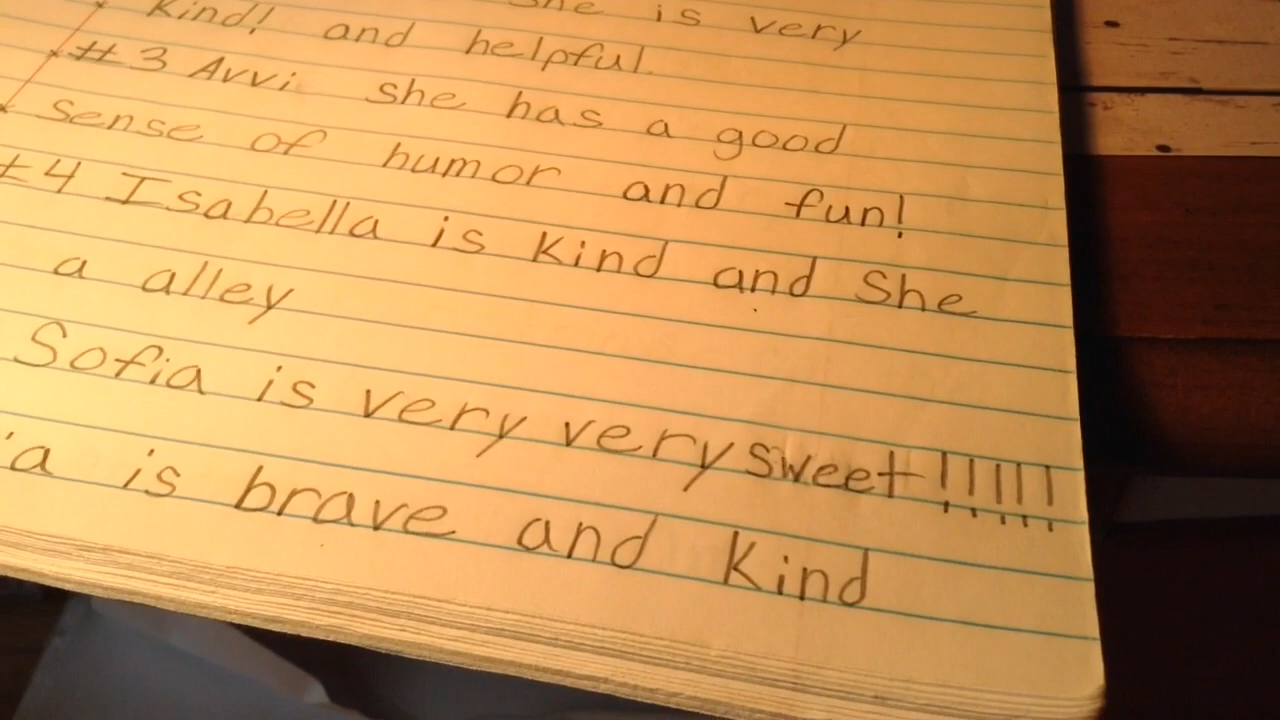 She is very
Kind! and helpful.
#3 Avvi she has a good
Sense of humor and fun!
#4 Isabella is Kind and She
a alley
Sofia is very very sweet!!!!!
is brave and Kind